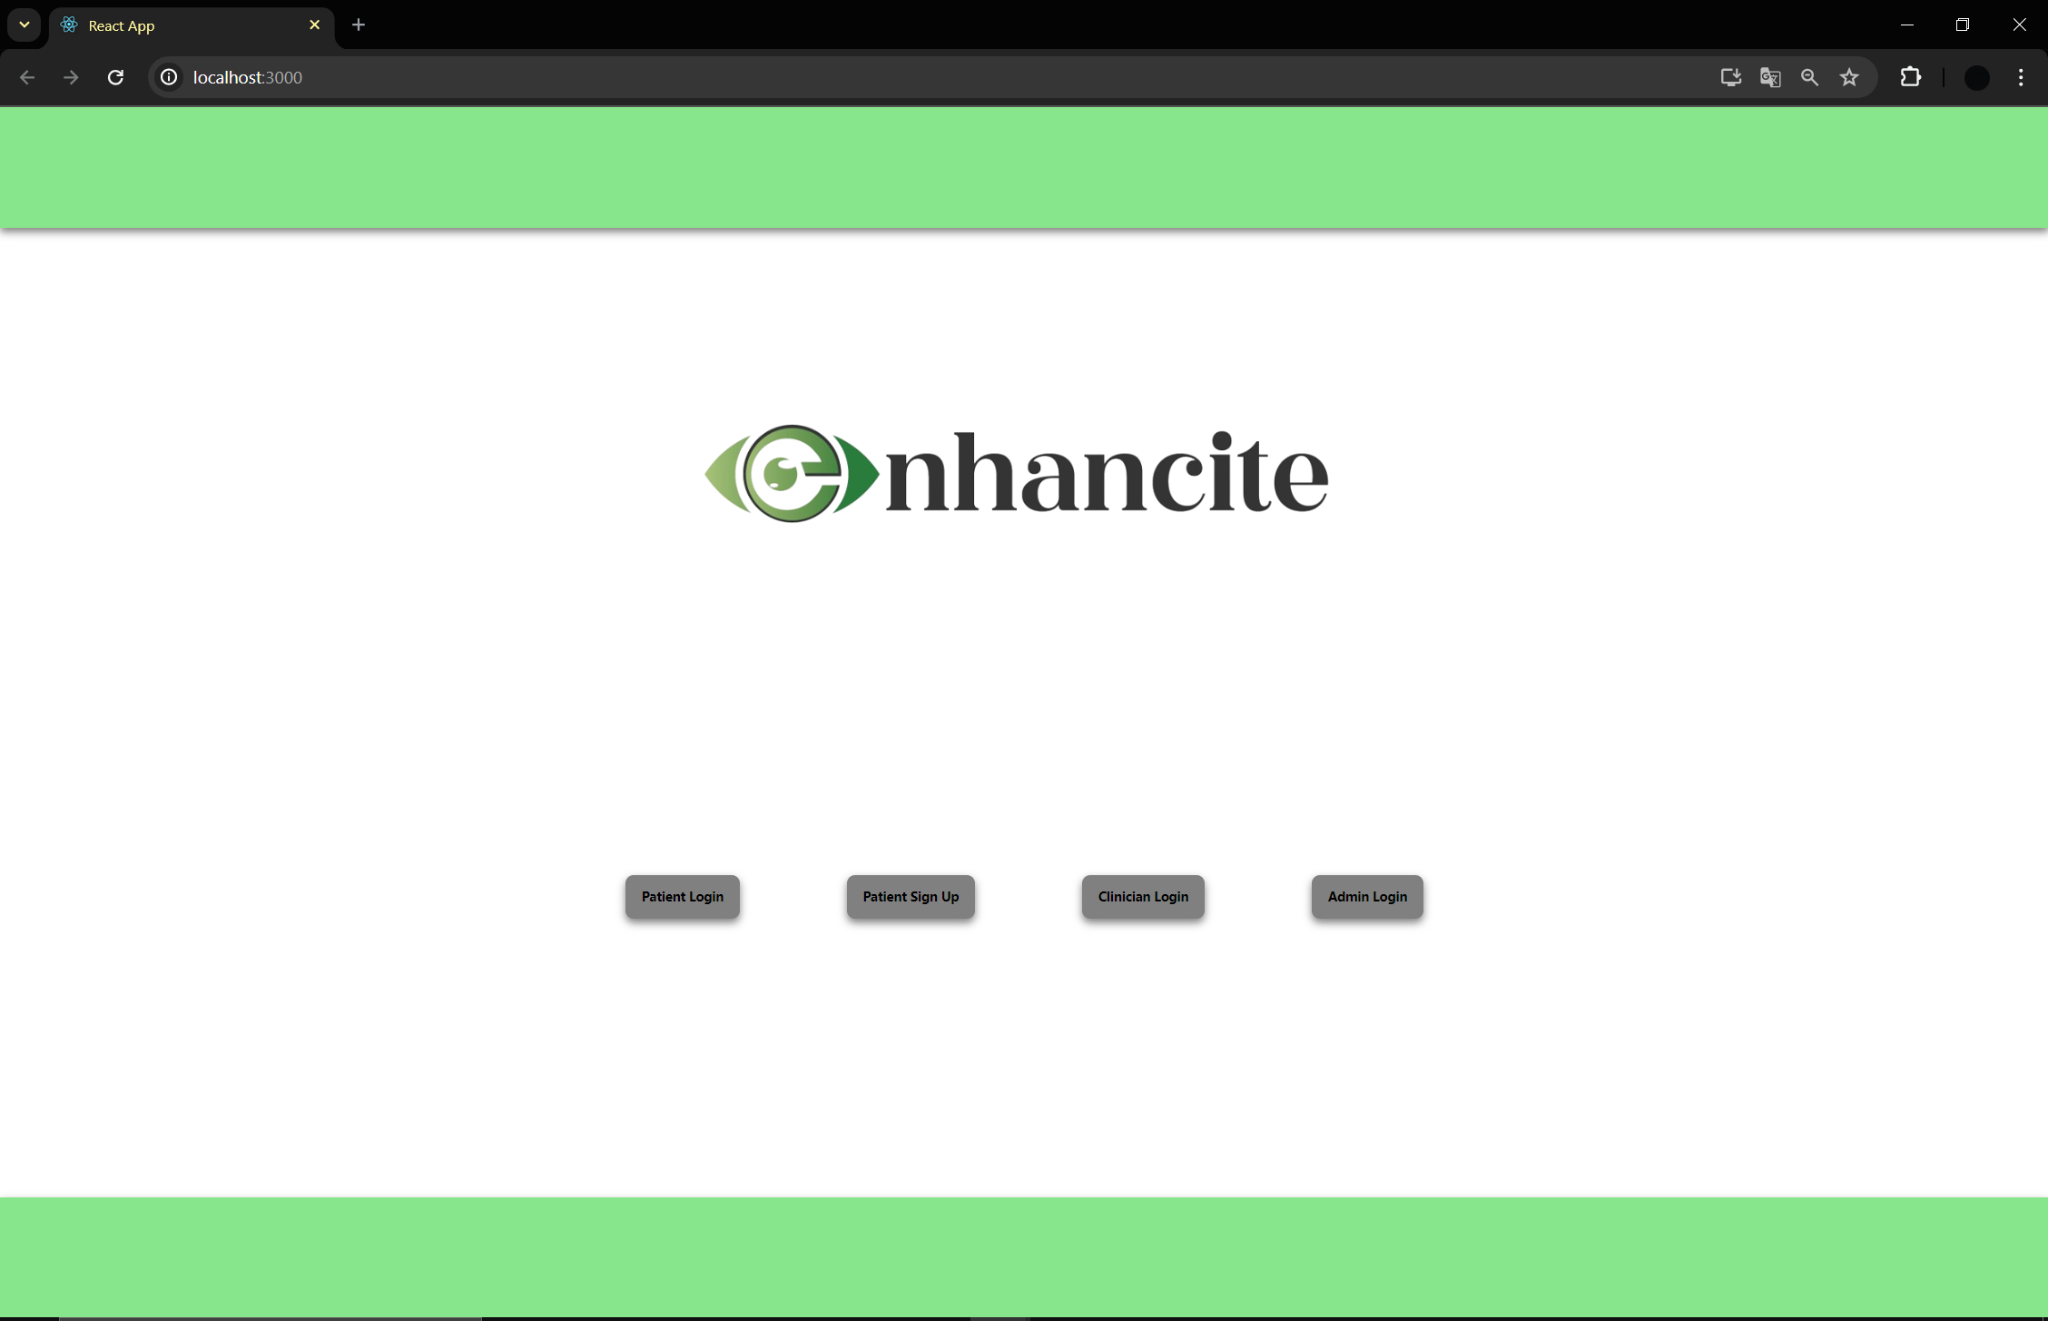 React App
localhost:3000
enhancite
Patient Login Patient Sign Up Clinician Login Admin Login